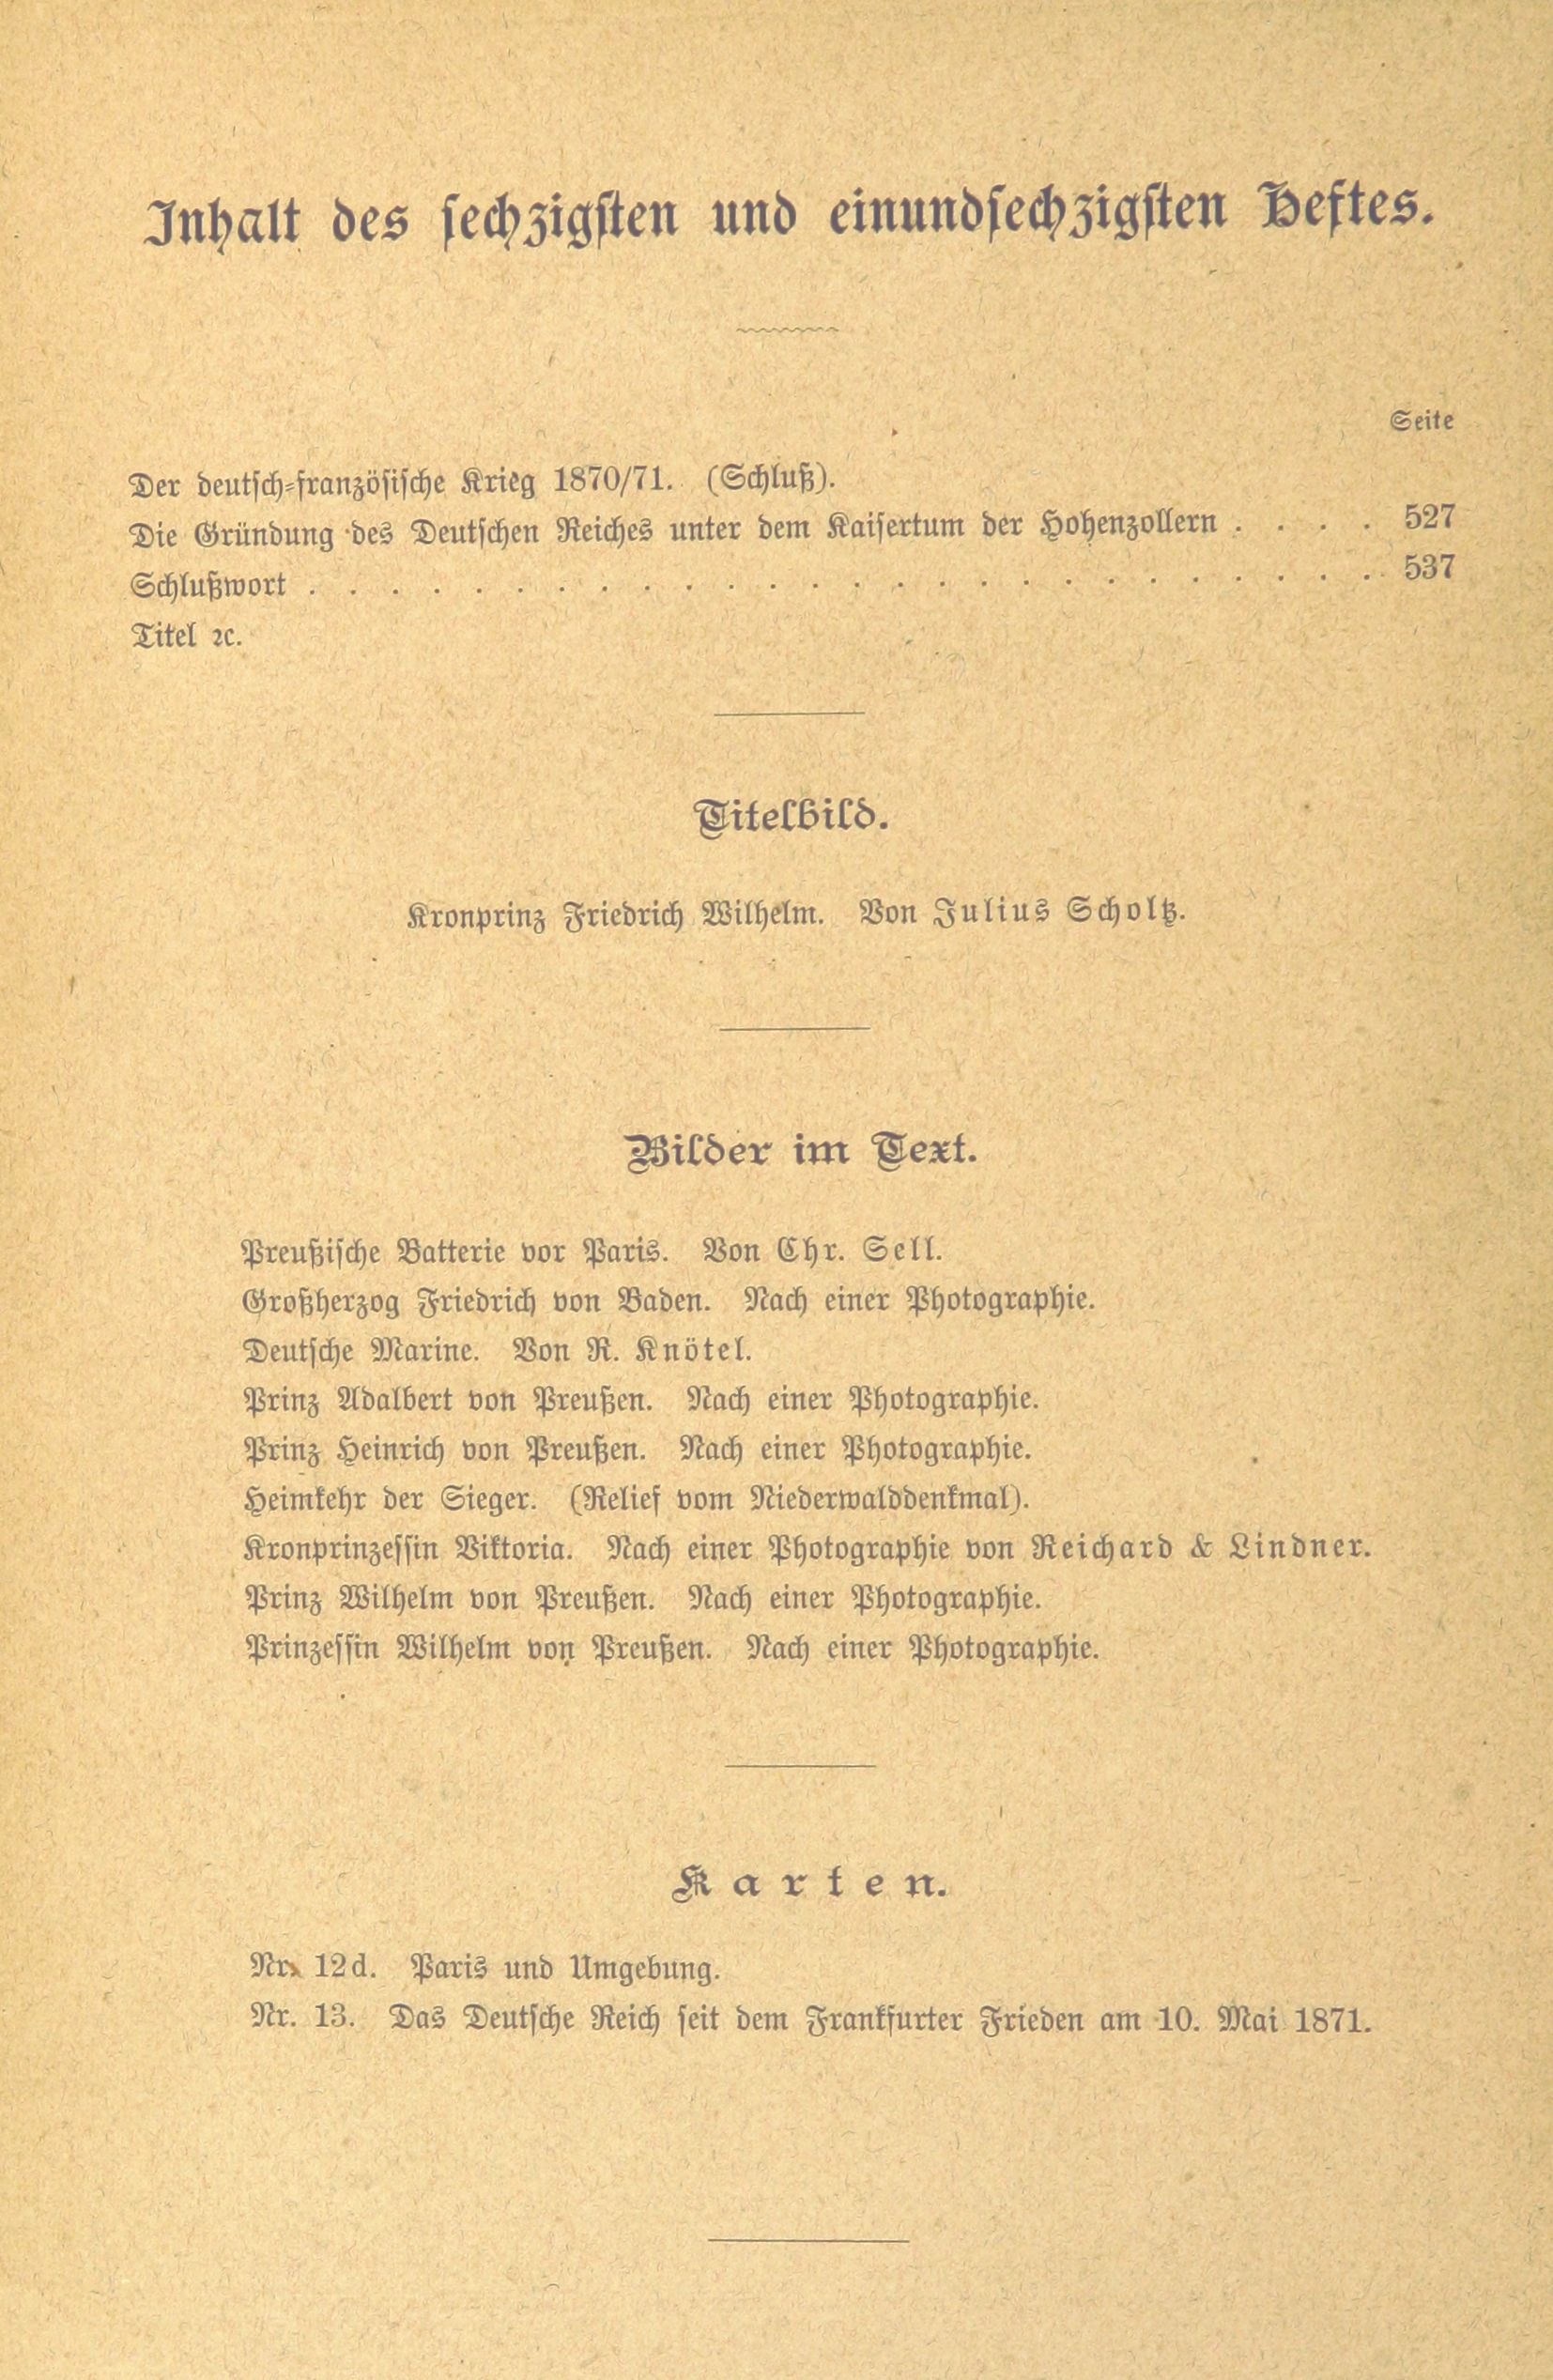 Inhalt des sechzigsten und einundsechzigsten Heftes.
Seite
Der deutsch-französische Krieg 1870/71. (Schluß).
Die Gründung des Deutschen Reiches unter dem Kaisertum der Hohenzollern . . . . 527
Schlußwort . . . . . . . . . . . . . . . . . . . . . . . . . . 537
Titel ꝛc.
Titelbild.
Kronprinz Friedrich Wilhelm. Von Julius Scholtz.
Bilder im Text.
Preußische Batterie vor Paris. Von Chr. Sell.
Großherzog Friedrich von Baden. Nach einer Photographie.
Deutsche Marine. Von R. Knötel.
Prinz Adalbert von Preußen. Nach einer Photographie.
Prinz Heinrich von Preußen. Nach einer Photographie.
Heimkehr der Sieger. (Relief vom Niederwalddenkmal).
Kronprinzessin Viktoria. Nach einer Photographie von Reichard & Lindner.
Prinz Wilhelm von Preußen. Nach einer Photographie.
Prinzessin Wilhelm von Preußen. Nach einer Photographie.
Karten.
Nr. 12d. Paris und Umgebung.
Nr. 13. Das Deutsche Reich seit dem Frankfurter Frieden am 10. Mai 1871.